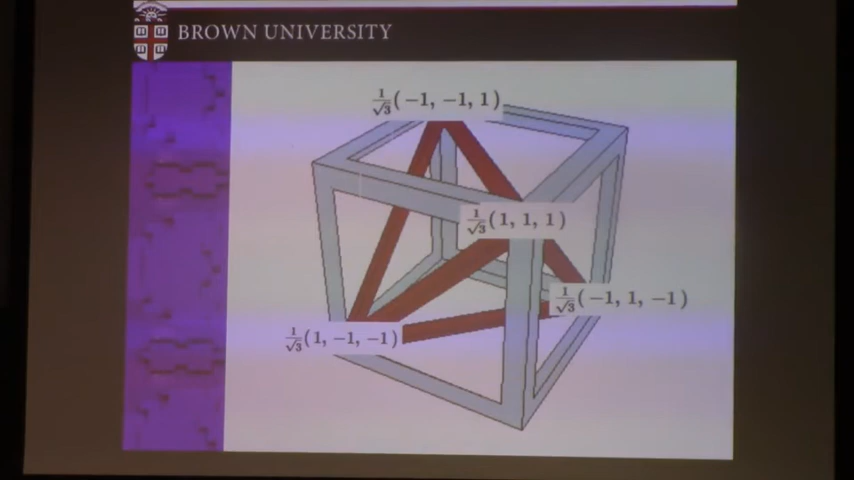 BROWN UNIVERSITY
1/√3(−1, −1, 1)
1/√3(1, 1, 1)
1/√3(−1, 1, −1)
1/√3(1, −1, −1)